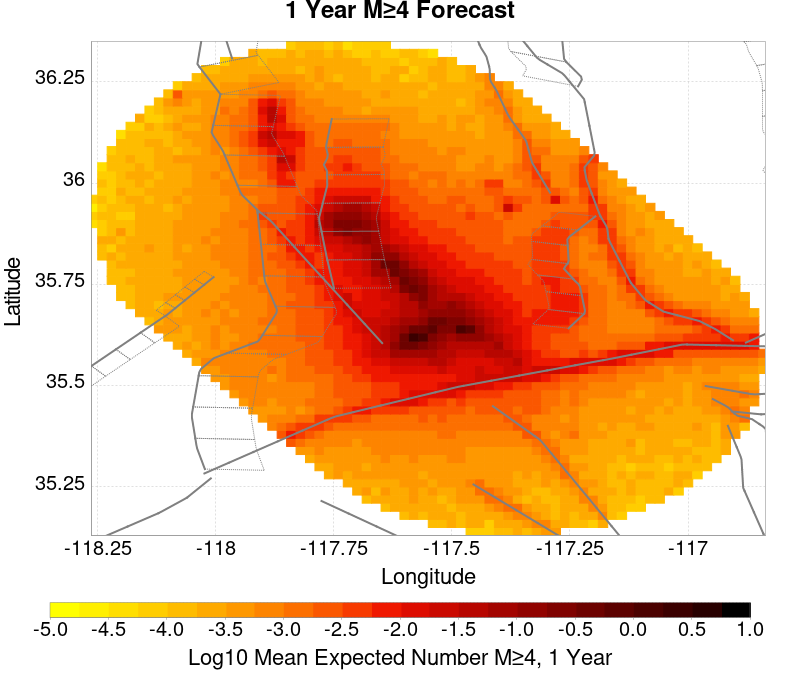 1 Year M≥4 Forecast
36.25
36
35.75
35.5
35.25
Latitude
-118.25 -118 -117.75 -117.5 -117.25 -117
Longitude
-5.0 -4.5 -4.0 -3.5 -3.0 -2.5 -2.0 -1.5 -1.0 -0.5 0.0 0.5 1.0
Log10 Mean Expected Number M≥4, 1 Year